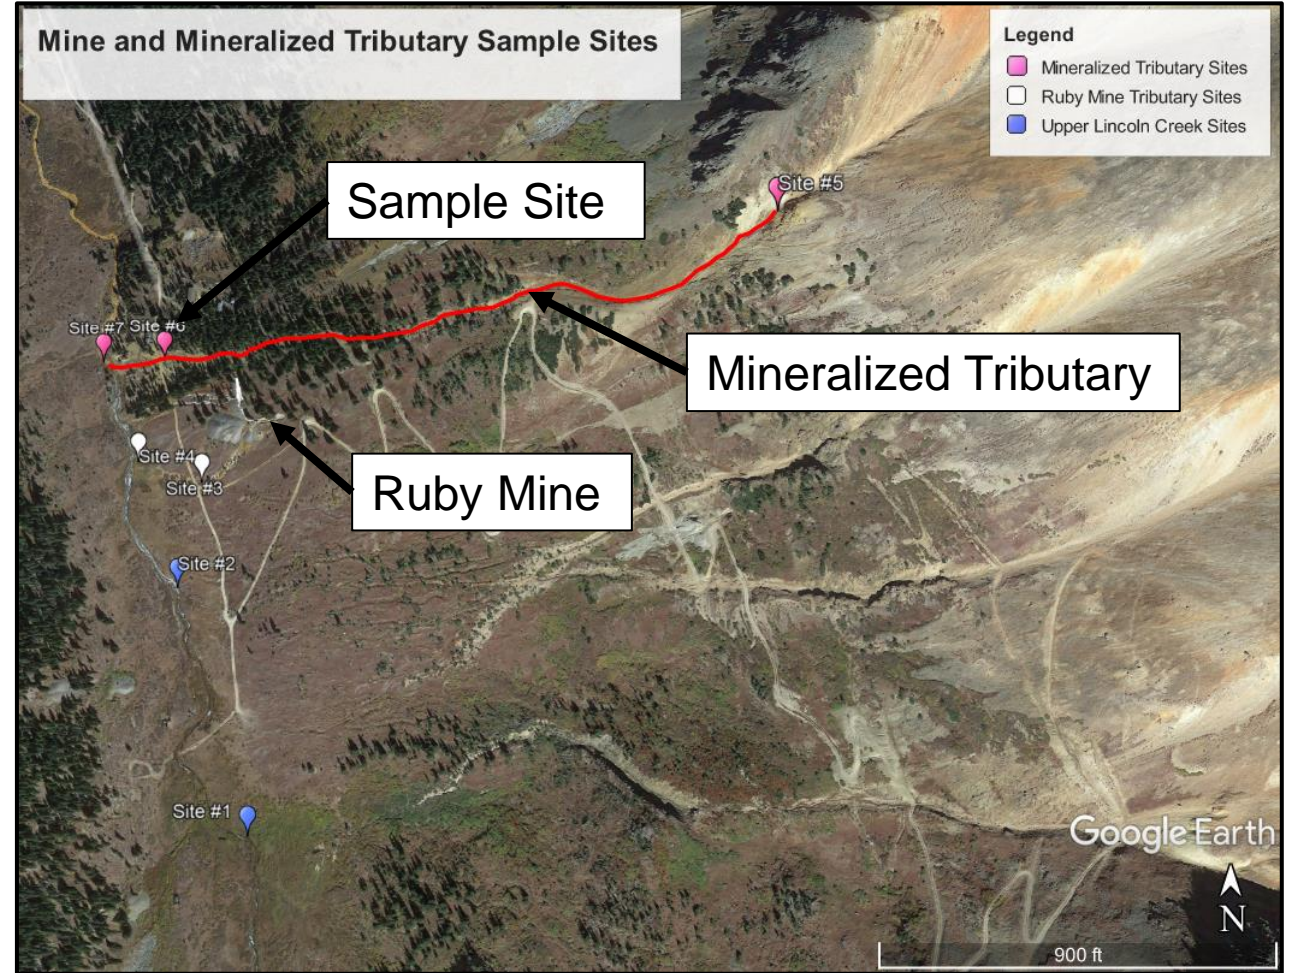 Mine and Mineralized Tributary Sample Sites
Legend
Mineralized Tributary Sites
Ruby Mine Tributary Sites
Upper Lincoln Creek Sites
Sample Site
Site #5
Site #7
Site #6
Mineralized Tributary
Site #4
Site #3
Ruby Mine
Site #2
Site #1
Google Earth
N
900 ft